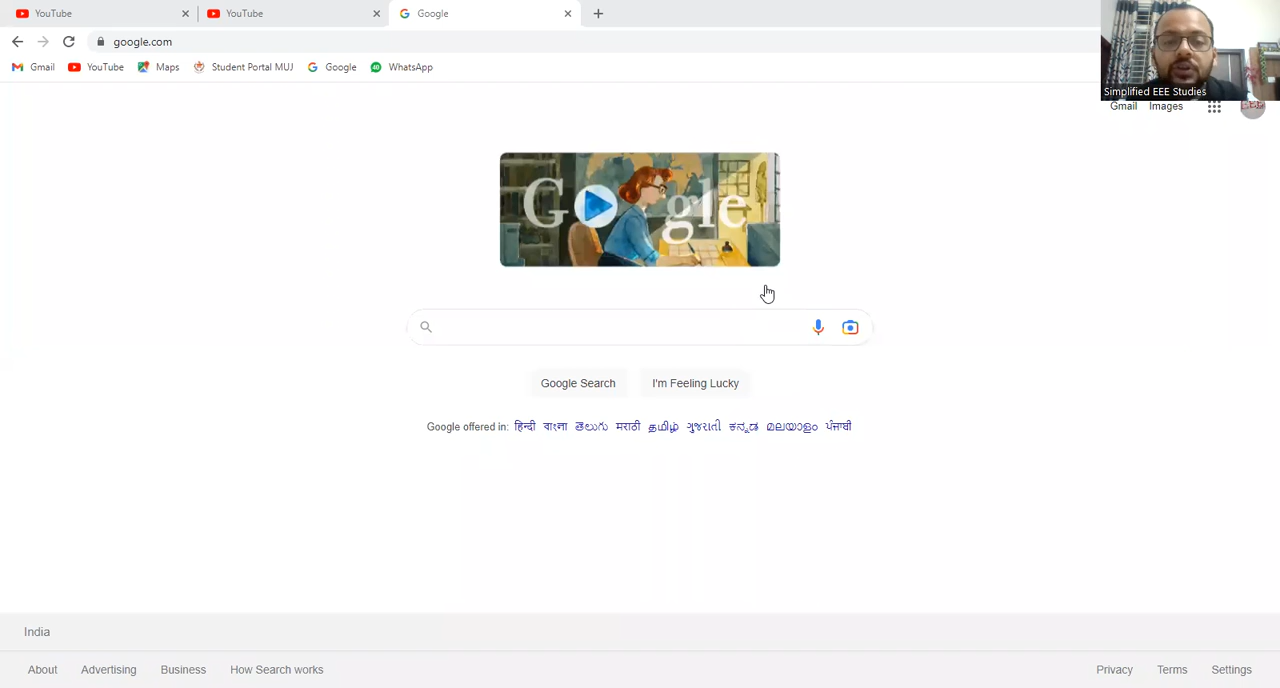 YouTube YouTube Google
google.com
Gmail YouTube Maps Student Portal MUJ Google WhatsApp
Simplified EEE Studies
Gmail Images
Google
Google Search I'm Feeling Lucky
Google offered in: हिन्दी বাংলা తెలుగు मराठी தமிழ் ગુજરાતી ಕನ್ನಡ മലയാളം ਪੰਜਾਬੀ
India
About Advertising Business How Search works Privacy Terms Settings